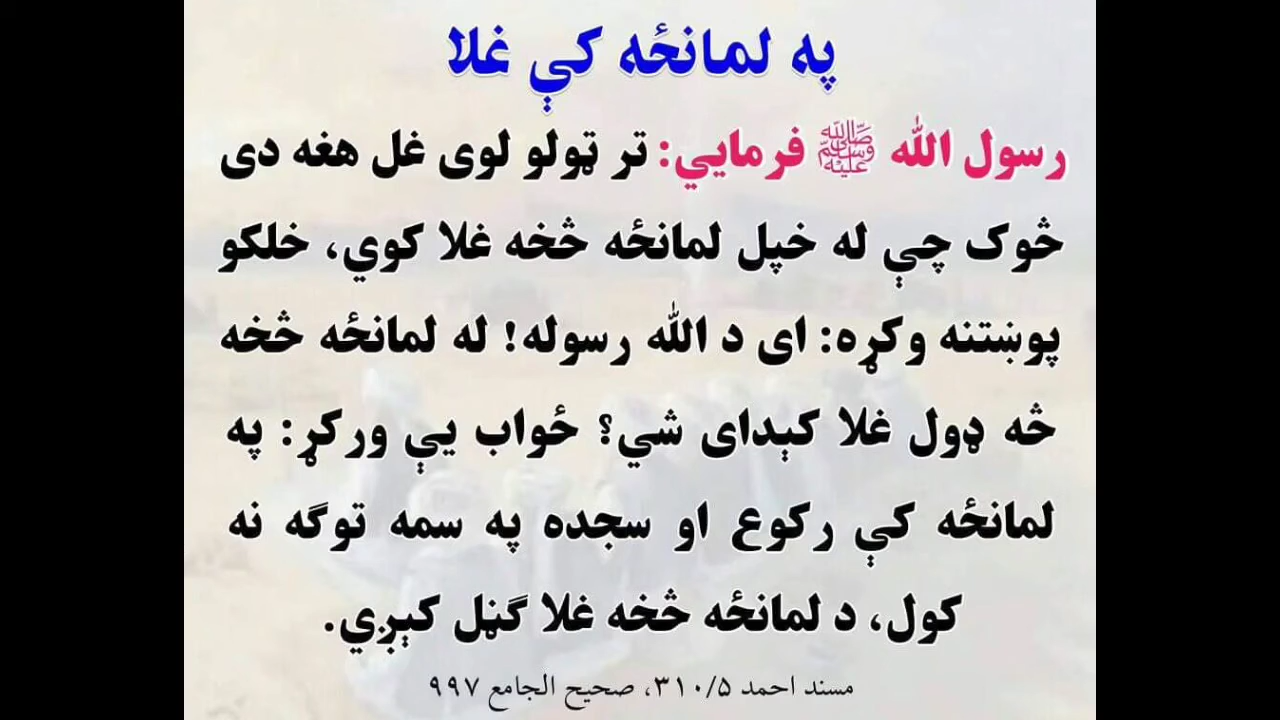 په لمانځه کې غلا
رسول الله ﷺ فرمايي: تر ټولو لوی غل هغه دی
څوک چې له خپل لمانځه څخه غلا کوي، خلکو
پوښتنه وکړه: ای د الله رسوله! له لمانځه څخه
څه ډول غلا کېدای شي؟ ځواب يې ورکړ: په
لمانځه کې رکوع او سجده په سمه توگه نه
کول، د لمانځه څخه غلا گڼل کېږي.
مسند احمد ۳۱۰/۵، صحيح الجامع ۹۹۷